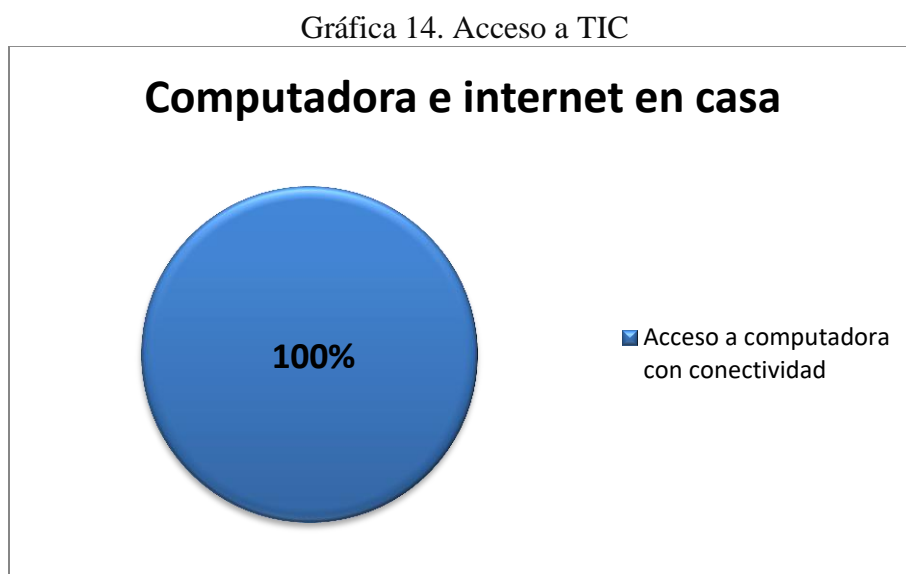 Gráfica 14. Acceso a TIC
Computadora e internet en casa
100%
Acceso a computadora
con conectividad